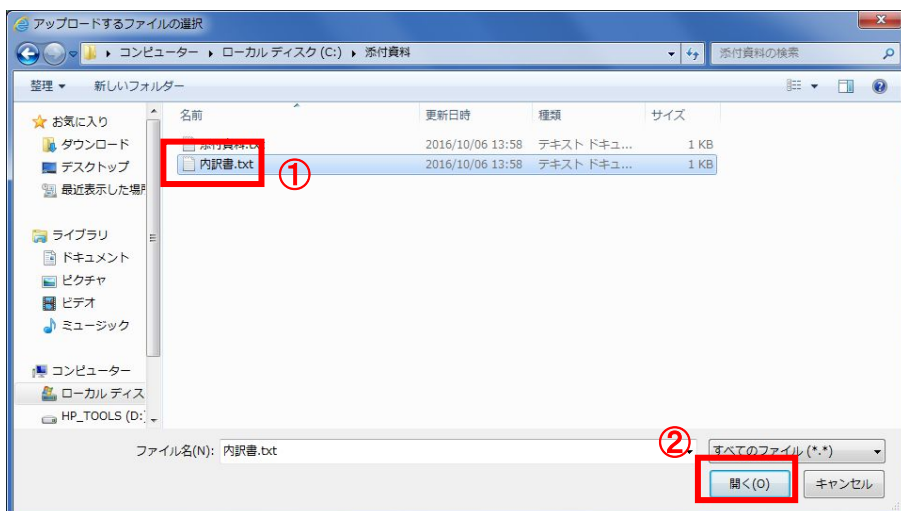 アップロードするファイルの選択
コンピューター ▸ ローカル ディスク (C:) ▸ 添付資料
添付資料の検索
整理 新しいフォルダー
名前 更新日時 種類 サイズ
お気に入り
ダウンロード
デスクトップ
最近表示した場所
添付資料.txt 2016/10/06 13:58 テキスト ドキュ... 1 KB
内訳書.txt 2016/10/06 13:58 テキスト ドキュ... 1 KB
①
ライブラリ
ドキュメント
ピクチャ
ビデオ
ミュージック
コンピューター
ローカル ディス
HP_TOOLS (D:)
ファイル名(N): 内訳書.txt
②
すべてのファイル (*.*)
開く(O) キャンセル